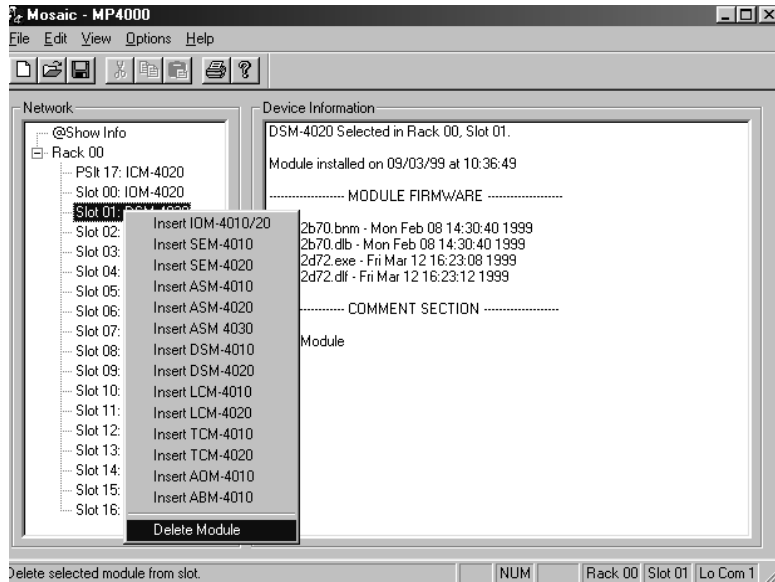 Mosaic - MP4000
File Edit View Options Help
Network
@Show Info
Rack 00
PSlt 17: ICM-4020
Slot 00: IOM-4020
Slot 01: DSM-4020
Slot 02:
Slot 03:
Slot 04:
Slot 05:
Slot 06:
Slot 07:
Slot 08:
Slot 09:
Slot 10:
Slot 11:
Slot 12:
Slot 13:
Slot 14:
Slot 15:
Slot 16:
Insert IOM-4010/20
Insert SEM-4010
Insert SEM-4020
Insert ASM-4010
Insert ASM-4020
Insert ASM 4030
Insert DSM-4010
Insert DSM-4020
Insert LCM-4010
Insert LCM-4020
Insert TCM-4010
Insert TCM-4020
Insert AOM-4010
Insert ABM-4010
Delete Module
Device Information
DSM-4020 Selected in Rack 00, Slot 01.
Module installed on 09/03/99 at 10:36:49
------------------- MODULE FIRMWARE -------------------
2b70.bnm - Mon Feb 08 14:30:40 1999
2b70.dlb - Mon Feb 08 14:30:40 1999
2d72.exe - Fri Mar 12 16:23:08 1999
2d72.dlf - Fri Mar 12 16:23:12 1999
----------- COMMENT SECTION -------------------
Module
Delete selected module from slot.
NUM
Rack 00 Slot 01 Lo Com 1